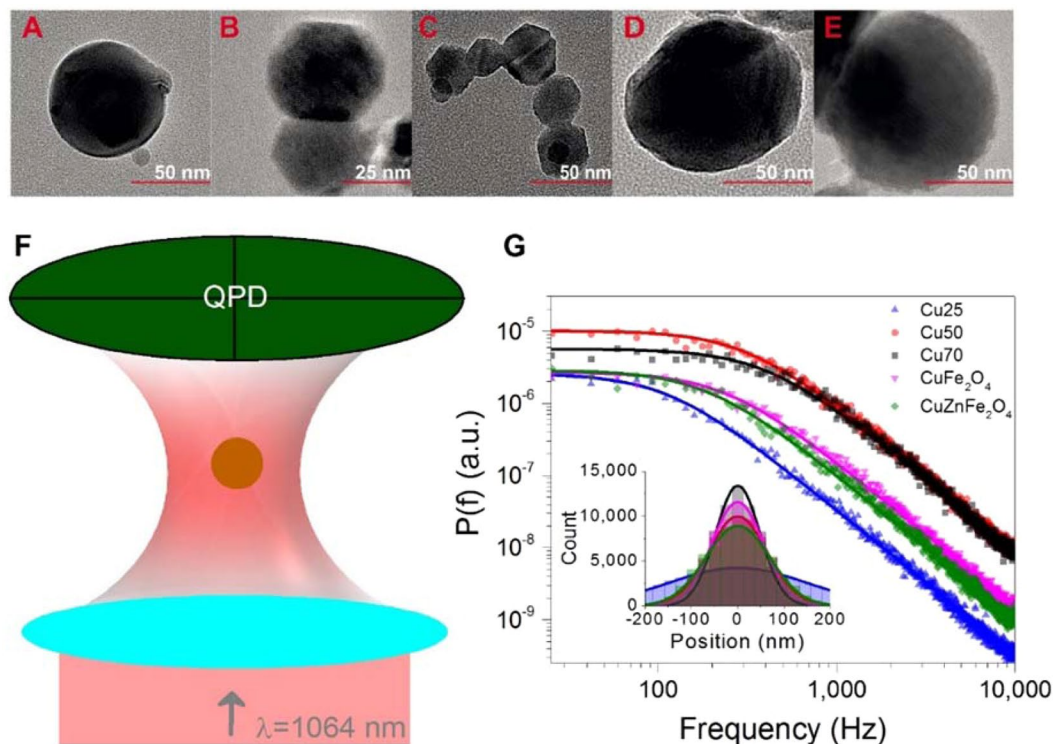 A
B
C
D
E
50 nm
25 nm
50 nm
50 nm
50 nm
F
QPD
λ=1064 nm
G
Cu25
Cu50
Cu70
CuFe₂O₄
CuZnFe₂O₄
P(f) (a.u.)
10⁻⁵
10⁻⁶
10⁻⁷
10⁻⁸
10⁻⁹
15,000
10,000
5,000
0
Count
-200 -100 0 100 200
Position (nm)
100 1,000 10,000
Frequency (Hz)